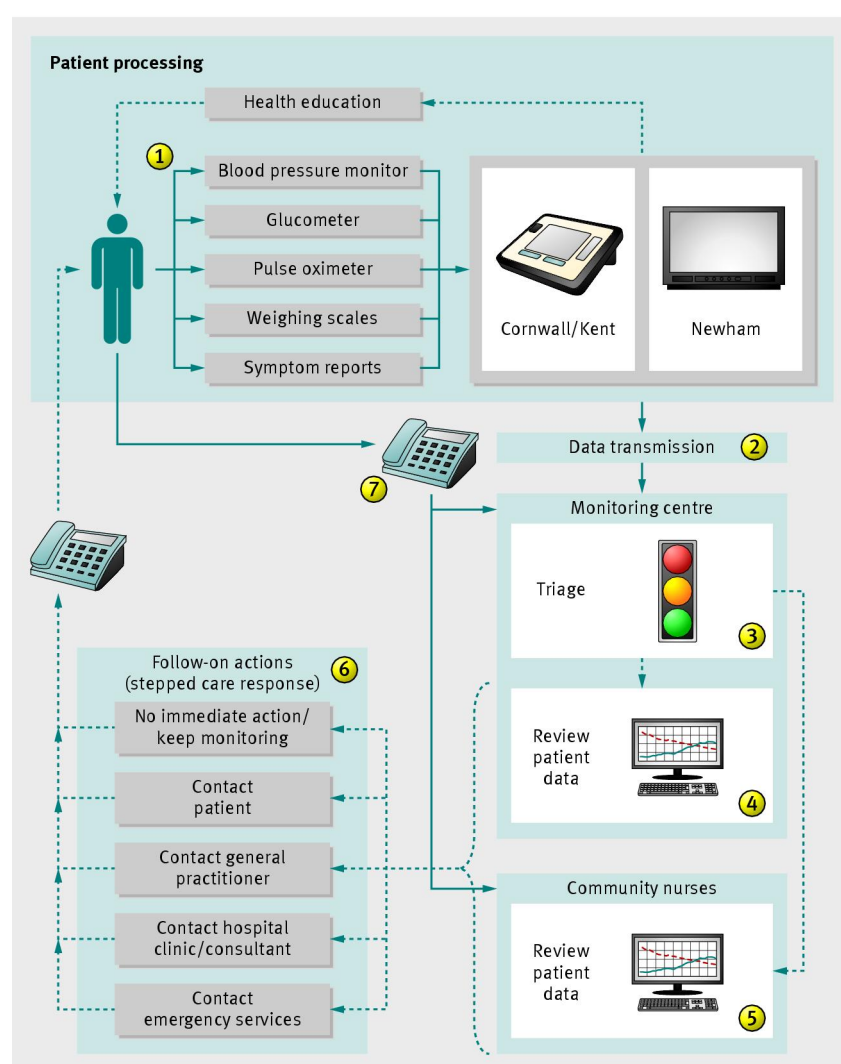 Patient processing
Health education
1
Blood pressure monitor
Glucometer
Pulse oximeter
Weighing scales
Symptom reports
Cornwall/Kent
Newham
Data transmission
2
7
Monitoring centre
Triage
3
Review
patient
data
4
Community nurses
Review
patient
data
5
Follow-on actions
(stepped care response)
6
No immediate action/
keep monitoring
Contact
patient
Contact general
practitioner
Contact hospital
clinic/consultant
Contact
emergency services